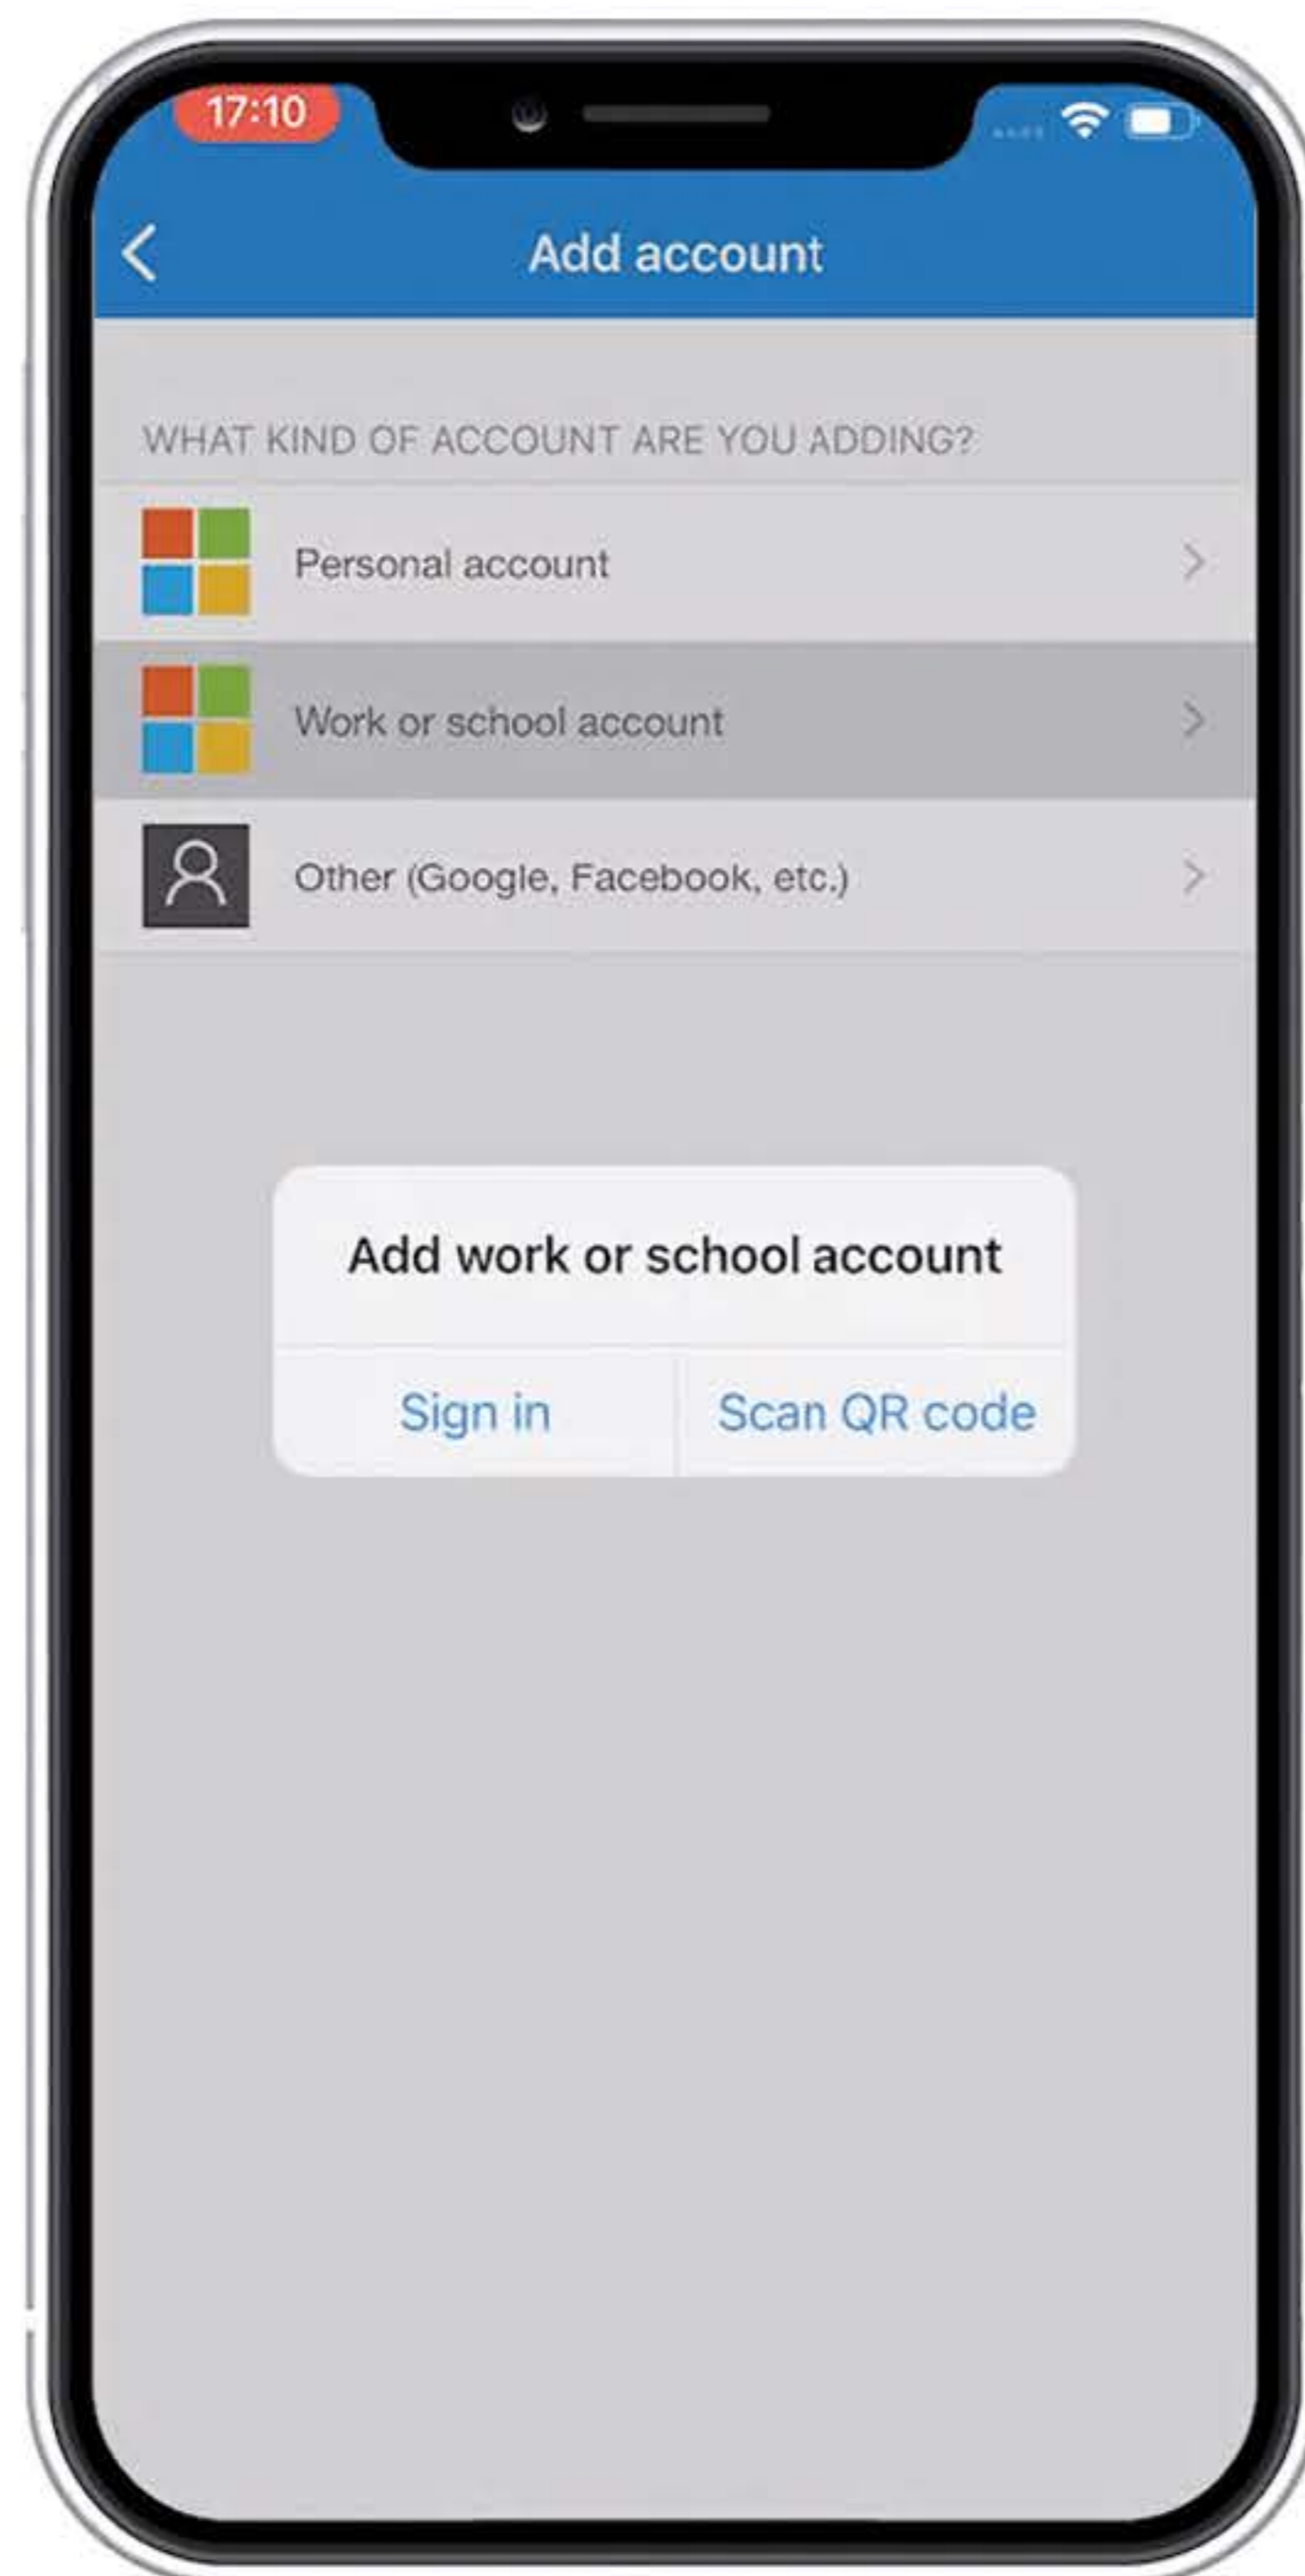 17:10
Add account
WHAT KIND OF ACCOUNT ARE YOU ADDING?
Personal account
Work or school account
Other (Google, Facebook, etc.)
Add work or school account
Sign in
Scan QR code